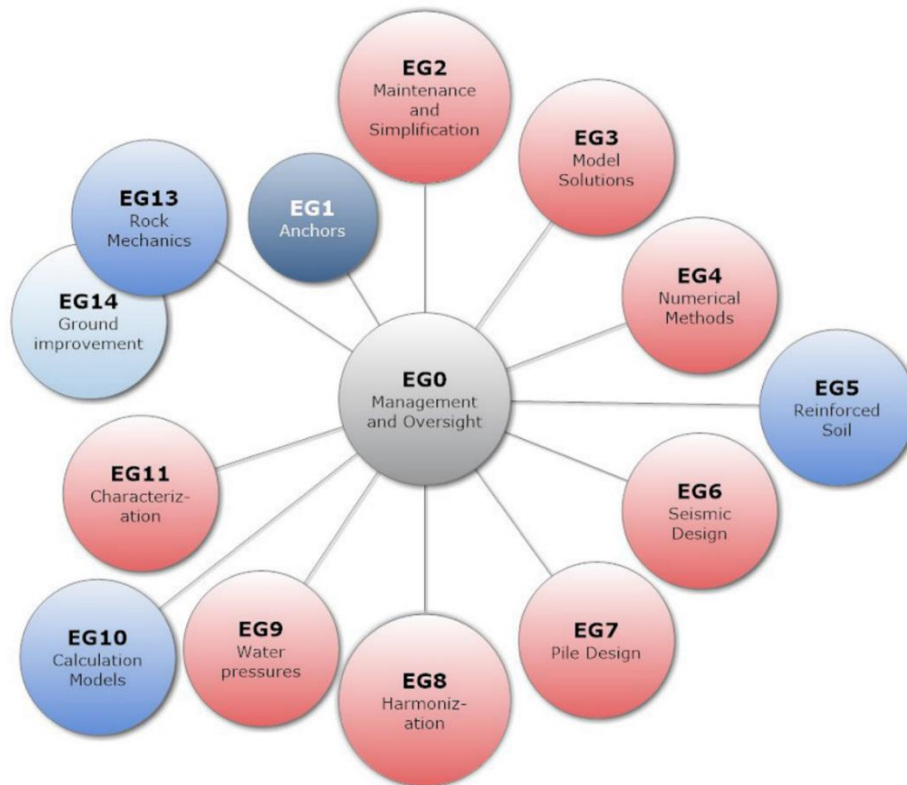 EG2
Maintenance
and
Simplification
EG3
Model
Solutions
EG13
Rock
Mechanics
EG1
Anchors
EG4
Numerical
Methods
EG14
Ground
improvement
EG0
Management
and Oversight
EG5
Reinforced
Soil
EG11
Characteriz-
ation
EG6
Seismic
Design
EG10
Calculation
Models
EG9
Water
pressures
EG8
Harmoniz-
ation
EG7
Pile Design